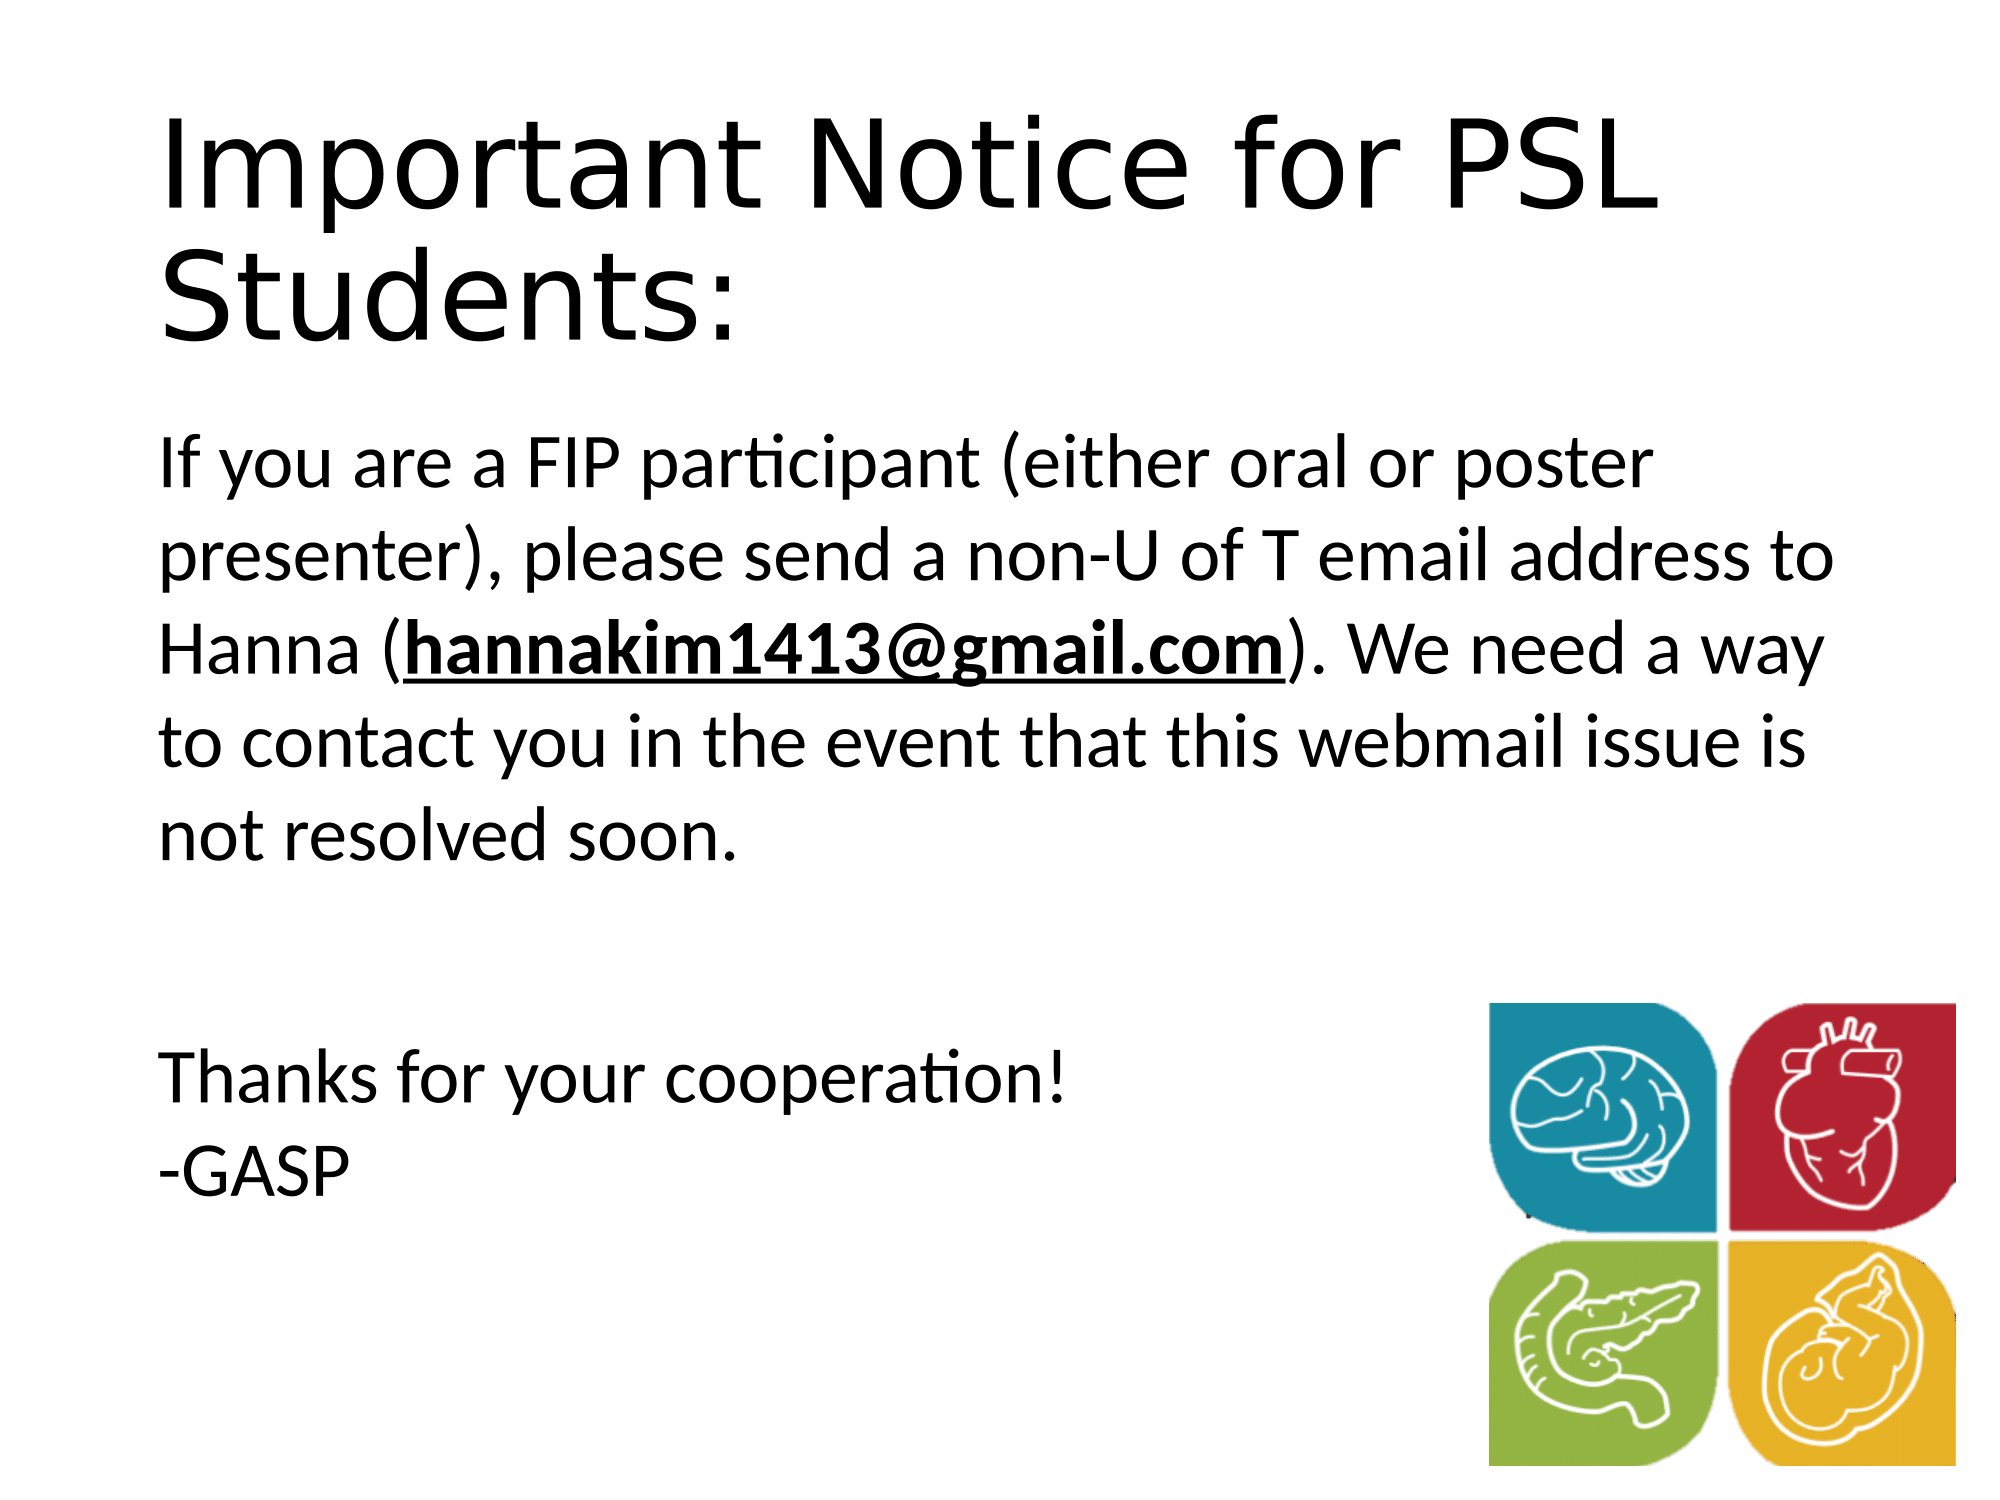 Important Notice for PSL
Students:
If you are a FIP participant (either oral or poster
presenter), please send a non-U of T email address to
Hanna (hannakim1413@gmail.com). We need a way
to contact you in the event that this webmail issue is
not resolved soon.
Thanks for your cooperation!
-GASP